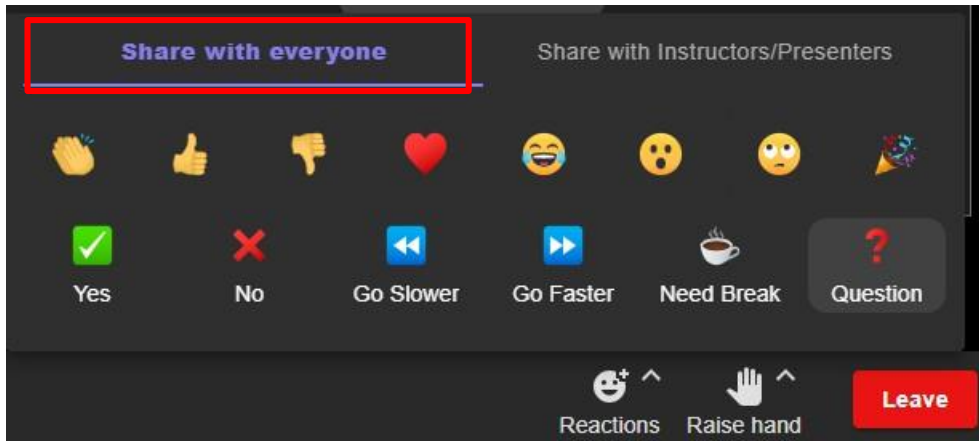 Share with everyone Share with Instructors/Presenters
Yes No Go Slower Go Faster Need Break Question
Reactions Raise hand Leave